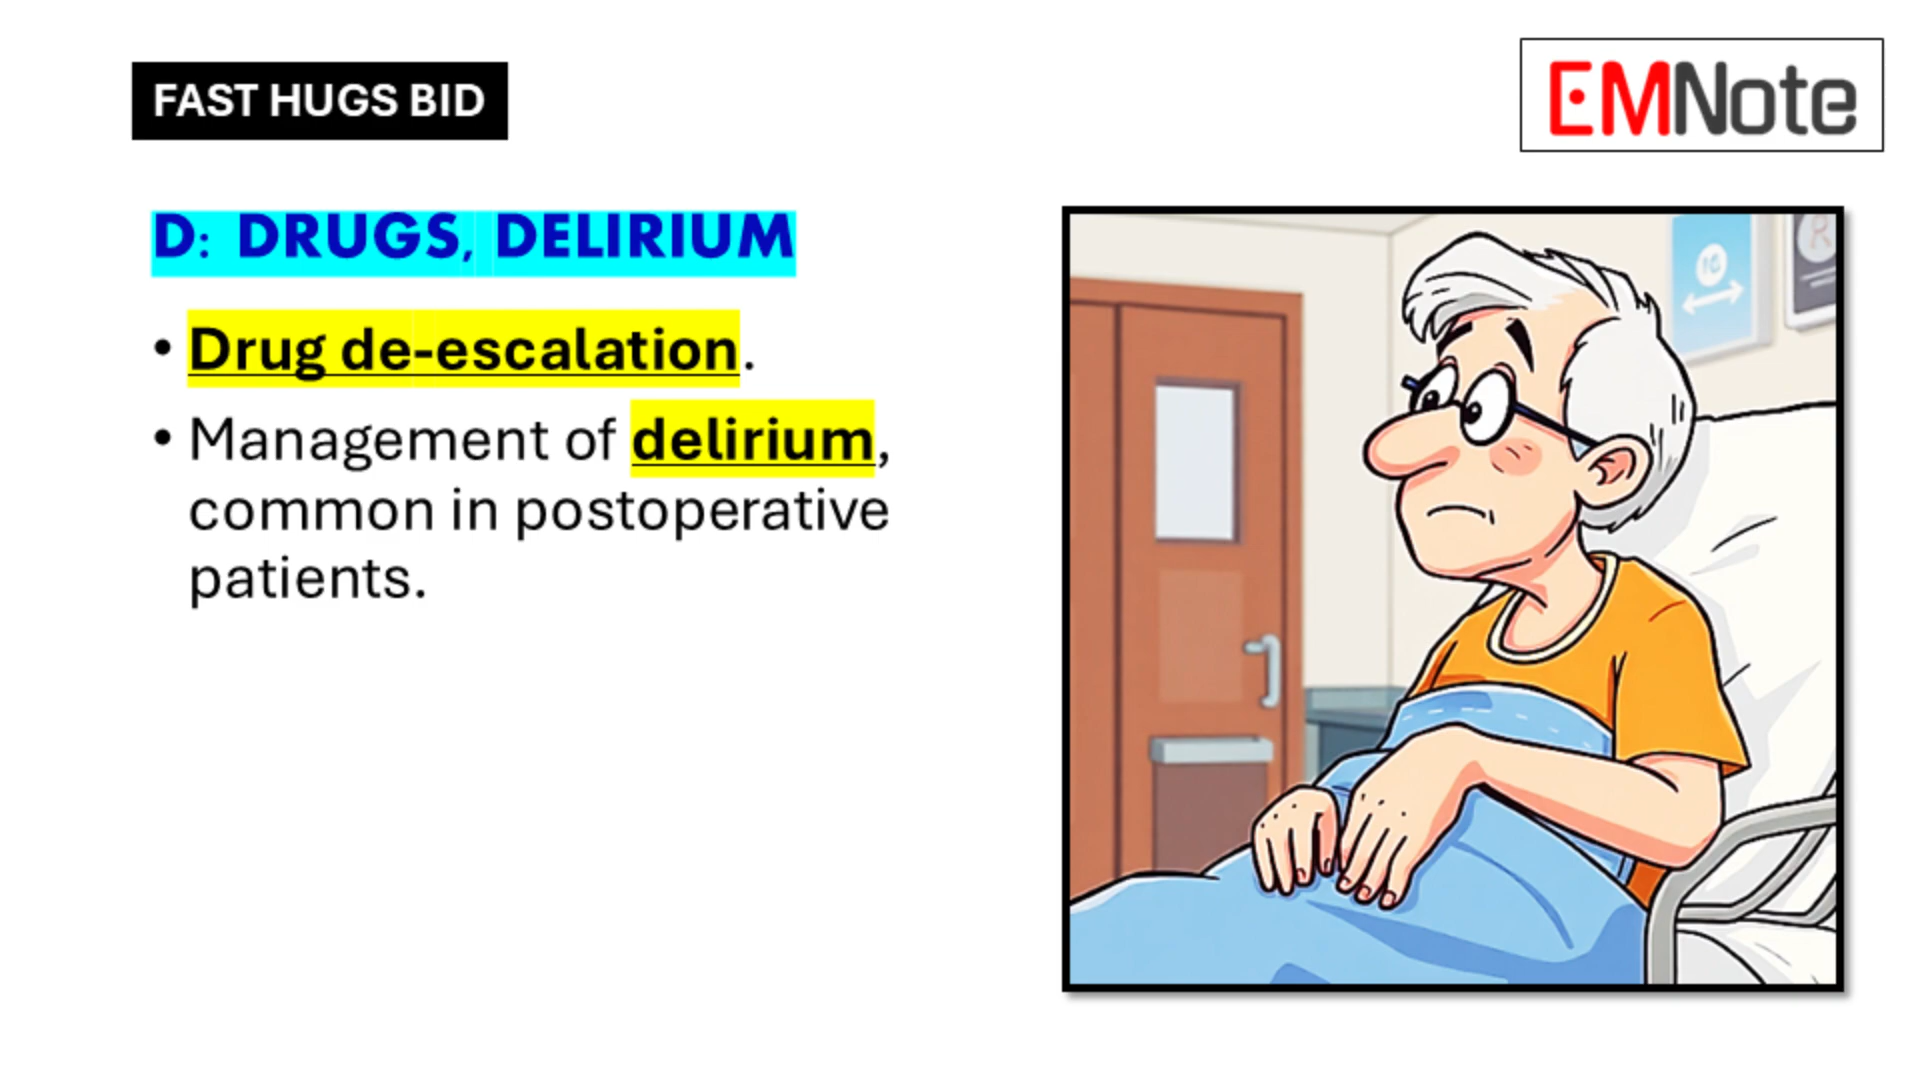 FAST HUGS BID
EMNote
D: DRUGS, DELIRIUM
• Drug de-escalation.
• Management of delirium,
common in postoperative
patients.